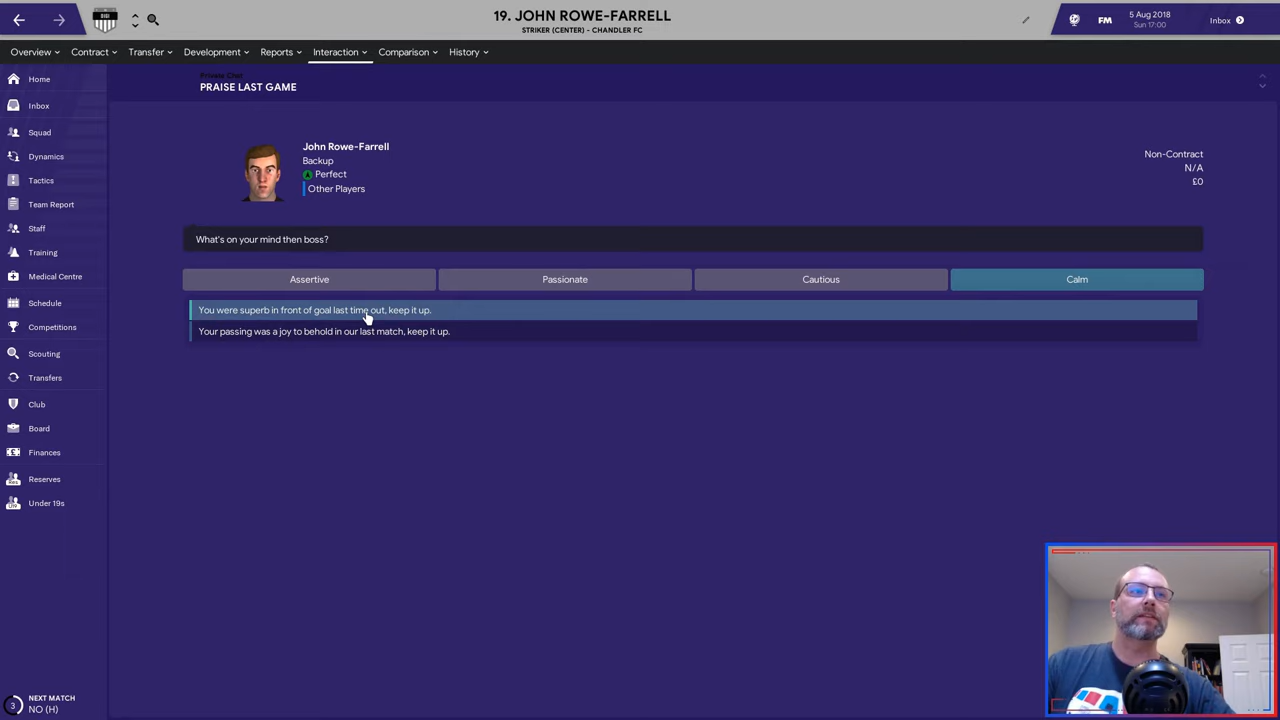 19. JOHN ROWE-FARRELL
STRIKER (CENTER) - CHANDLER FC
FM
5 Aug 2018
Sun 17:00
Inbox
Overview
Contract
Transfer
Development
Reports
Interaction
Comparison
History
Home
Inbox
Squad
Dynamics
Tactics
Team Report
Staff
Training
Medical Centre
Schedule
Competitions
Scouting
Transfers
Club
Board
Finances
Reserves
Under 19s
3
NEXT MATCH
NO (H)
Private Chat
PRAISE LAST GAME
John Rowe-Farrell
Backup
Perfect
Other Players
Non-Contract
N/A
£0
What's on your mind then boss?
Assertive
Passionate
Cautious
Calm
You were superb in front of goal last time out, keep it up.
Your passing was a joy to behold in our last match, keep it up.